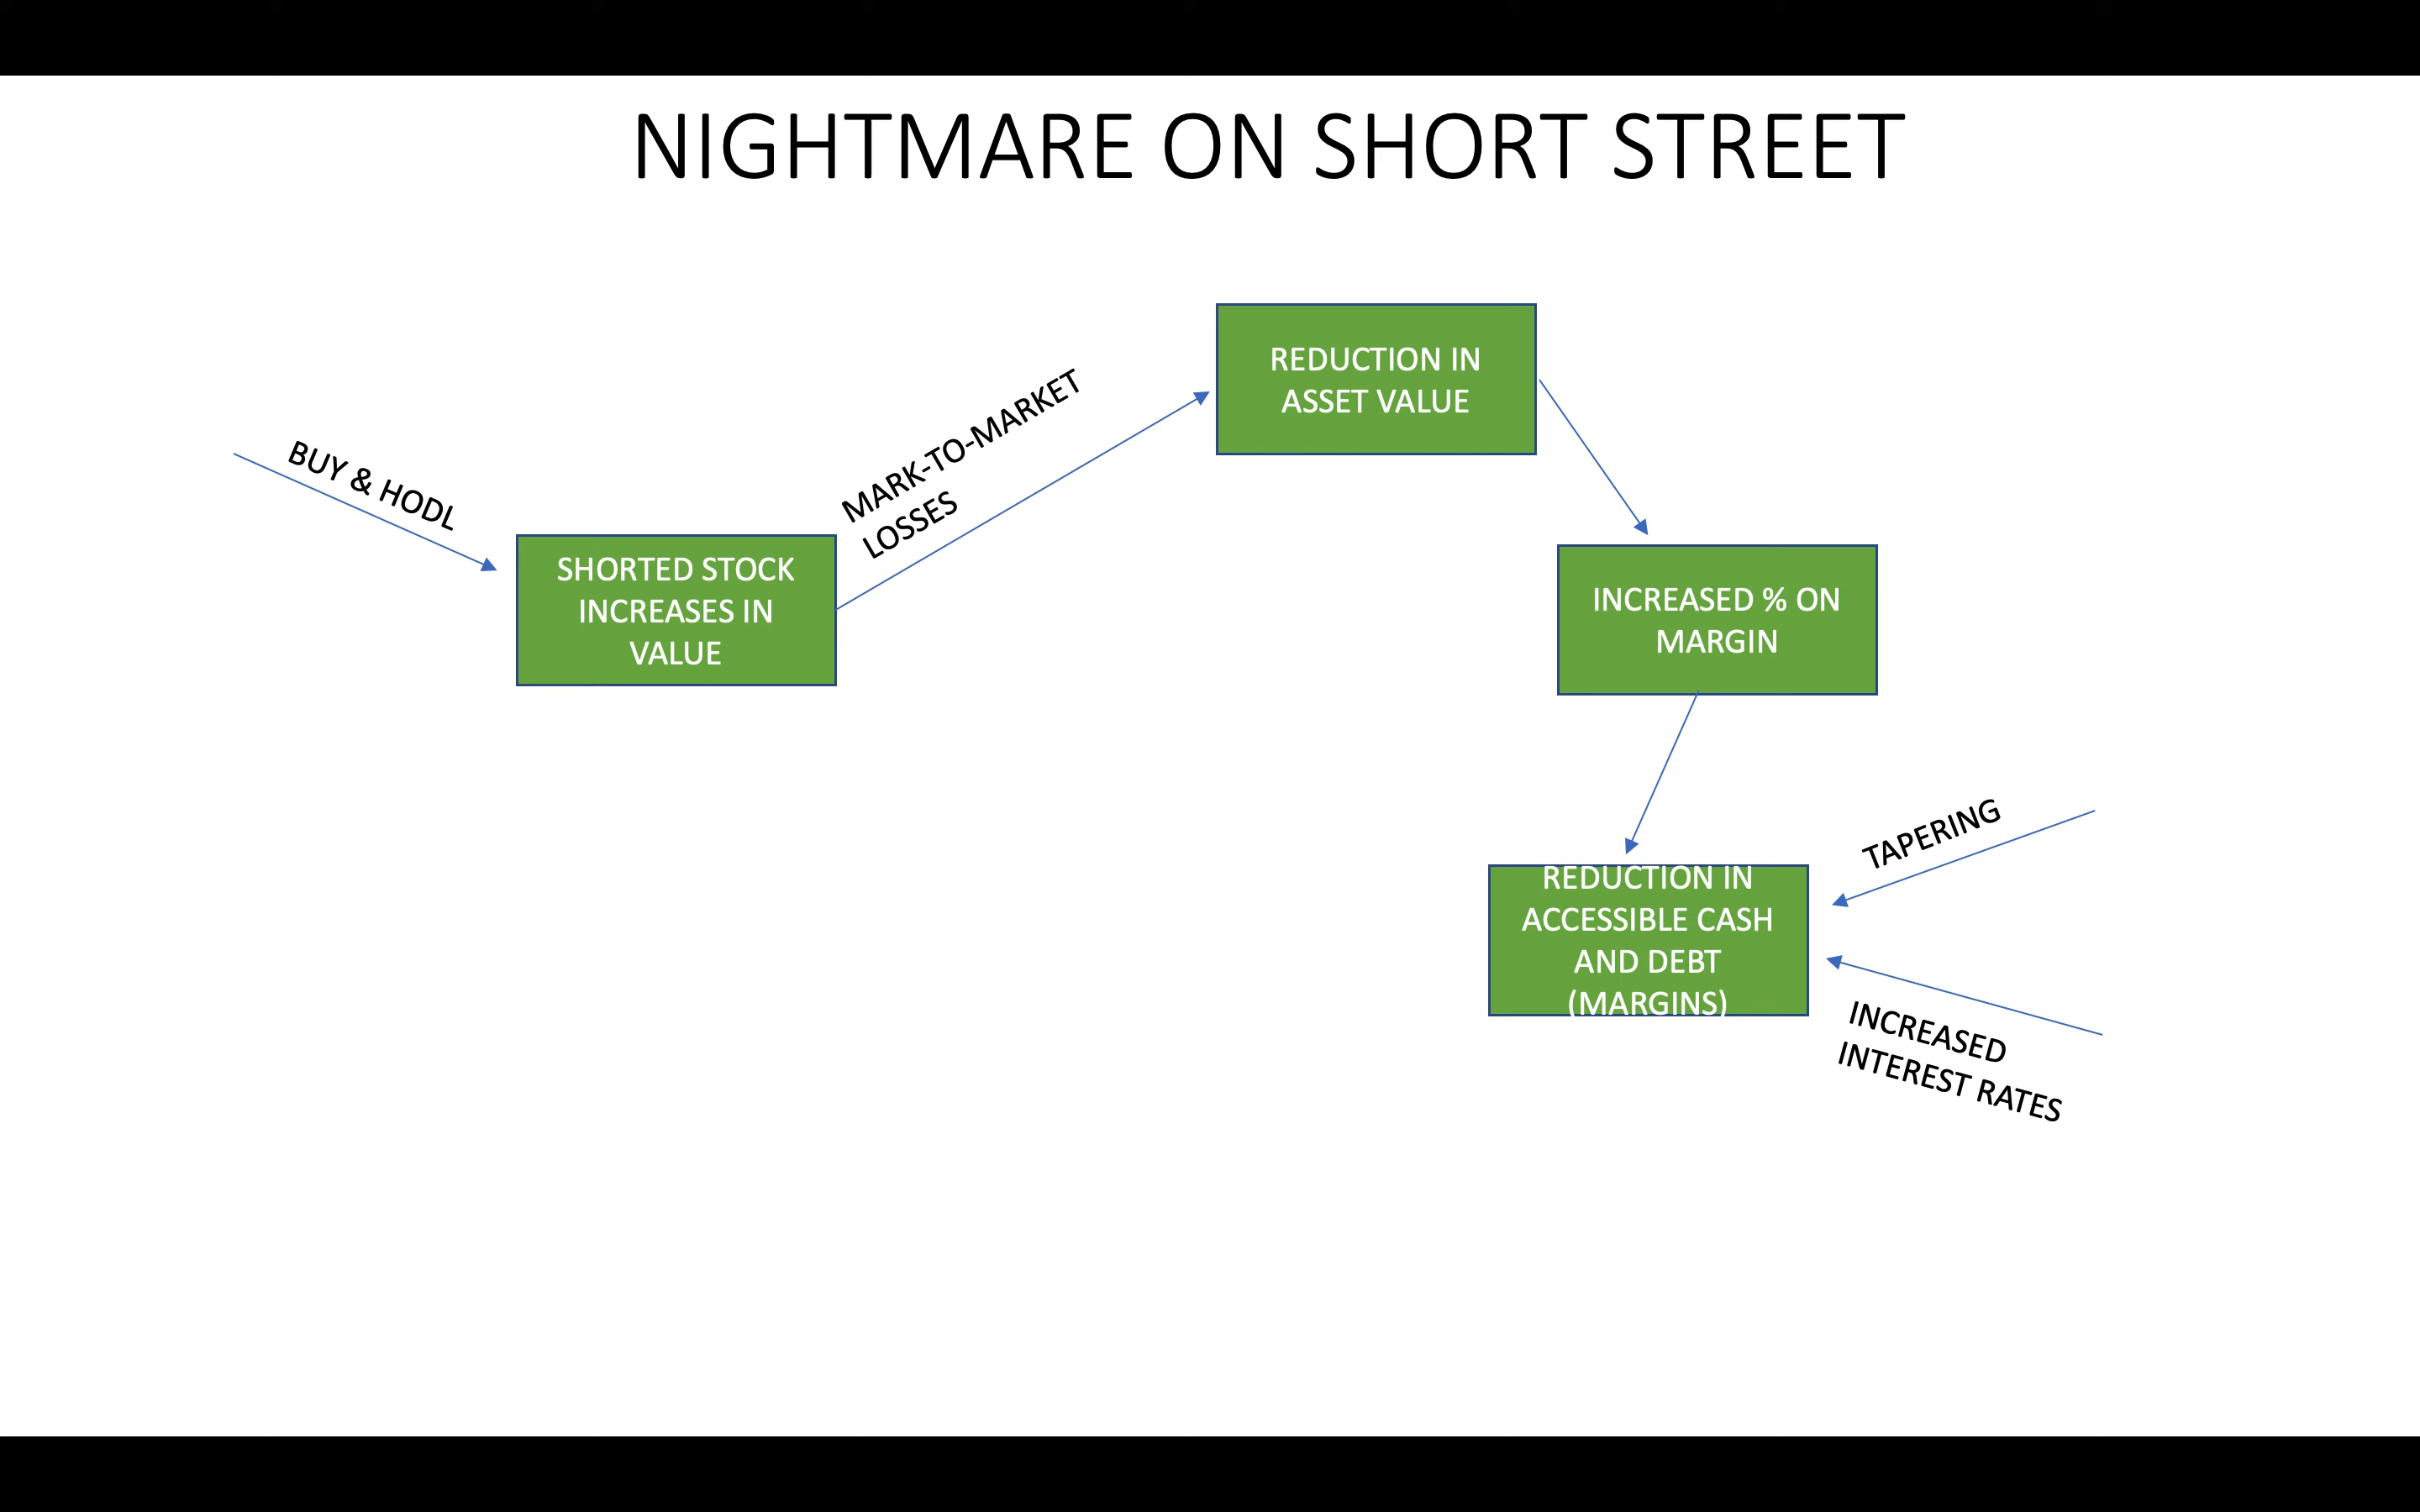 NIGHTMARE ON SHORT STREET
BUY & HODL
SHORTED STOCK
INCREASES IN
VALUE
MARK-TO-MARKET
LOSSES
REDUCTION IN
ASSET VALUE
INCREASED % ON
MARGIN
REDUCTION IN
ACCESSIBLE CASH
AND DEBT
(MARGINS)
TAPERING
INCREASED
INTEREST RATES